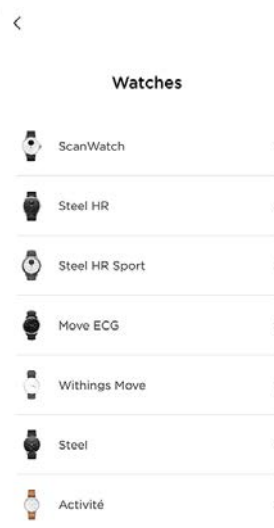 Watches
ScanWatch
Steel HR
Steel HR Sport
Move ECG
Withings Move
Steel
Activité